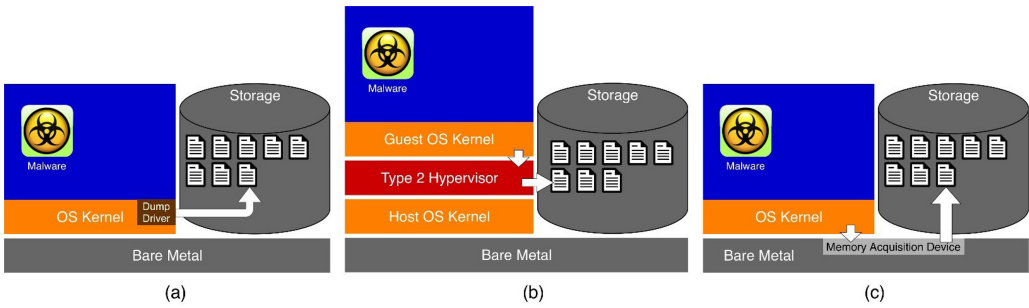 Malware
Storage
OS Kernel
Dump
Driver
Bare Metal
(a)
Malware
Storage
Guest OS Kernel
Type 2 Hypervisor
Host OS Kernel
Bare Metal
(b)
Malware
Storage
OS Kernel
Memory Acquisition Device
Bare Metal
(c)